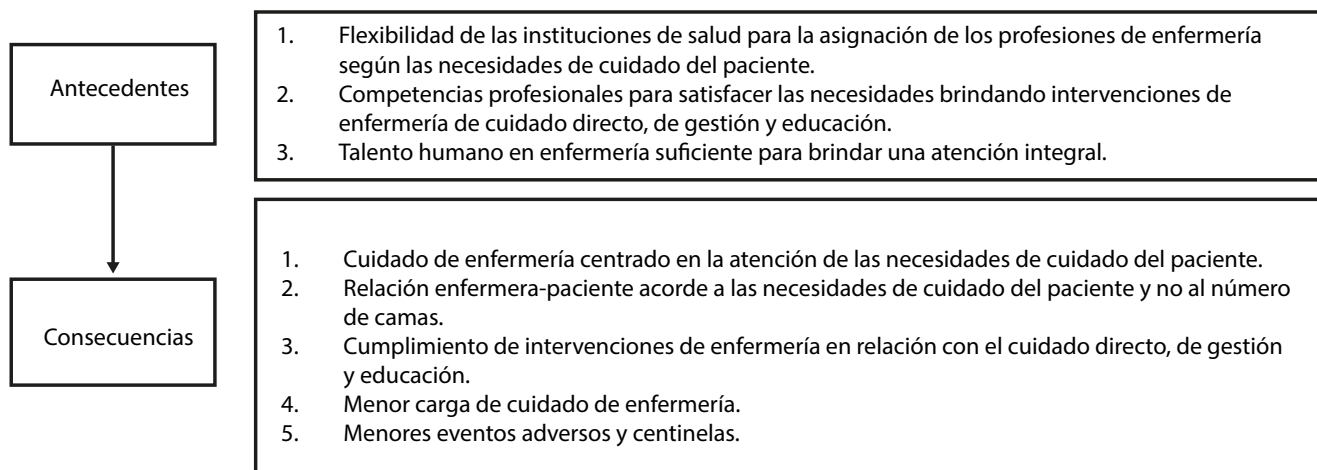 Antecedentes
1. Flexibilidad de las instituciones de salud para la asignación de los profesiones de enfermería
según las necesidades de cuidado del paciente.
2. Competencias profesionales para satisfacer las necesidades brindando intervenciones de
enfermería de cuidado directo, de gestión y educación.
3. Talento humano en enfermería suficiente para brindar una atención integral.
Consecuencias
1. Cuidado de enfermería centrado en la atención de las necesidades de cuidado del paciente.
2. Relación enfermera-paciente acorde a las necesidades de cuidado del paciente y no al número
de camas.
3. Cumplimiento de intervenciones de enfermería en relación con el cuidado directo, de gestión
y educación.
4. Menor carga de cuidado de enfermería.
5. Menores eventos adversos y centinelas.